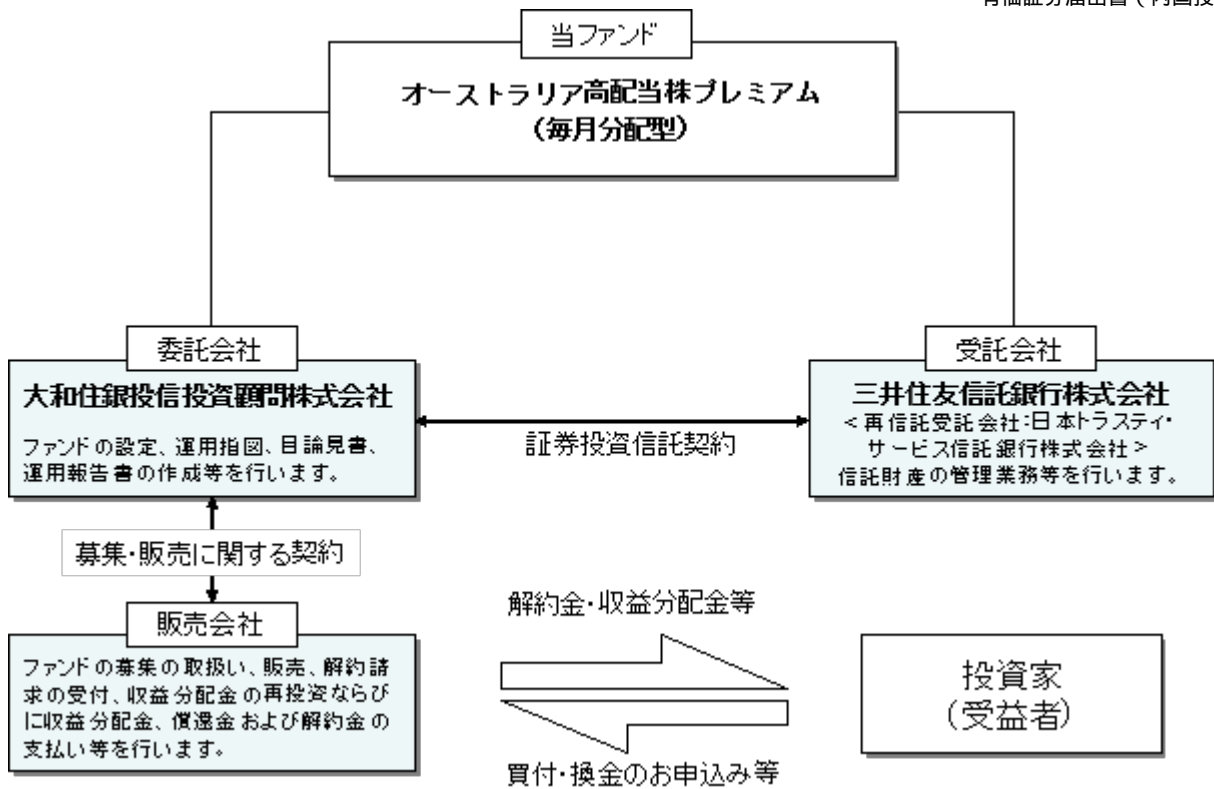 有価証券届出書（内国投
当ファンド
オーストラリア高配当株プレミアム
（毎月分配型）
委託会社
大和住銀投信投資顧問株式会社
ファンドの設定、運用指図、目論見書、
運用報告書の作成等を行います。
証券投資信託契約
受託会社
三井住友信託銀行株式会社
＜再信託受託会社：日本トラスティ・
サービス信託銀行株式会社＞
信託財産の管理業務等を行います。
募集・販売に関する契約
販売会社
ファンドの募集の取扱い、販売、解約請
求の受付、収益分配金の再投資ならび
に収益分配金、償還金および解約金の
支払い等を行います。
解約金・収益分配金等
買付・換金のお申込み等
投資家
（受益者）